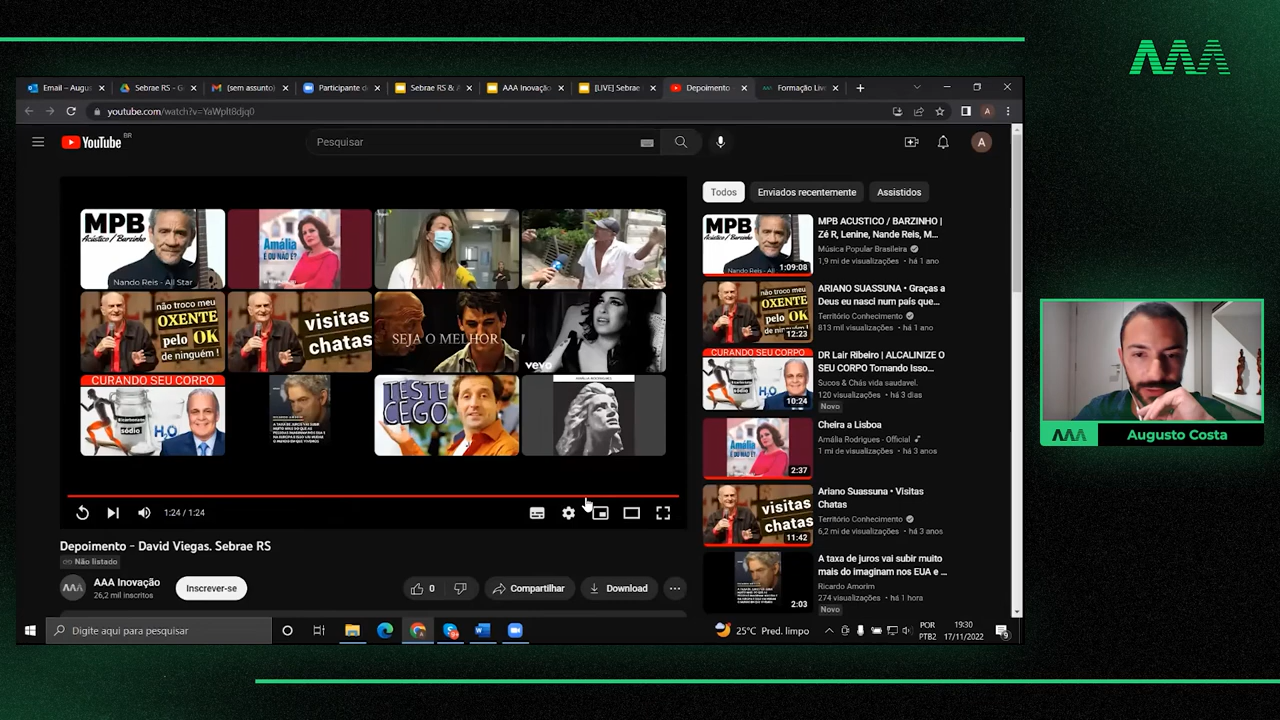 AAA
Email – Augus
Sebrae RS - G
(sem assunto)
Participante d
Sebrae RS & A
AAA Inovação
[LIVE] Sebrae
Depoimento
Formação Live
youtube.com/watch?v=YaWpIt8djq0
YouTube BR
Pesquisar
A
MPB
Acústico / Barzinho
Nando Reis - All Star
Amália
É OU NÃO É?
não troco meu
OXENTE
pelo OK
de ninguém !
visitas
chatas
SEJA O MELHOR
vevo
CURANDO SEU CORPO
Bicarbonato
sódio
H2O
TESTE
CEGO
1:24 / 1:24
Depoimento - David Viegas. Sebrae RS
Não listado
AAA Inovação
26,2 mil inscritos
Inscrever-se
0
Compartilhar
Download
Todos
Enviados recentemente
Assistidos
MPB ACUSTICO / BARZINHO |
Zé R, Lenine, Nande Reis, M...
Música Popular Brasileira
1,9 mi de visualizações • há 1 ano
1:09:08
ARIANO SUASSUNA • Graças a
Deus eu nasci num país que...
Território Conhecimento
813 mil visualizações • há 1 ano
12:23
DR Lair Ribeiro | ALCALINIZE O
SEU CORPO Tomando Isso...
Sucos & Chás vida saudavel.
120 visualizações • há 3 dias
Novo
10:24
Cheira a Lisboa
Amália Rodrigues - Official
1 mi de visualizações • há 3 anos
2:37
Ariano Suassuna • Visitas
Chatas
Território Conhecimento
6,2 mi de visualizações • há 3 anos
11:42
A taxa de juros vai subir muito
mais do imaginam nos EUA e ...
Ricardo Amorim
274 visualizações • há 1 hora
Novo
2:03
Digite aqui para pesquisar
25°C Pred. limpo
POR
PTB2
19:30
17/11/2022
9
AAA
Augusto Costa